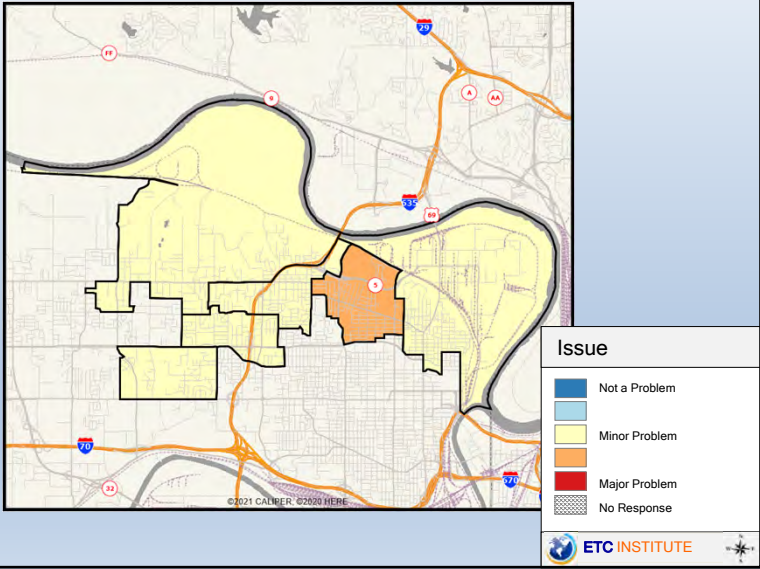 29
FF
A
AA
9
635
69
5
Issue
Not a Problem
Minor Problem
Major Problem
No Response
70
32
670
©2021 CALIPER; ©2020 HERE
ETC INSTITUTE